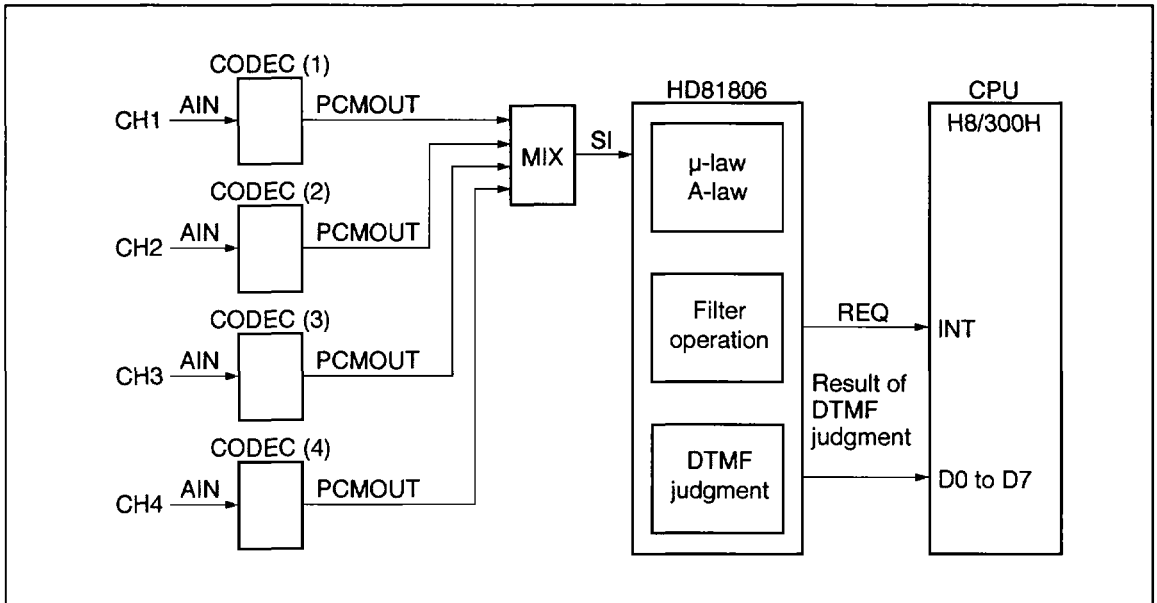 CODEC (1)
CH1
AIN
PCMOUT
CODEC (2)
CH2
AIN
PCMOUT
CODEC (3)
CH3
AIN
PCMOUT
CODEC (4)
CH4
AIN
PCMOUT
MIX
SI
HD81806
µ-law
A-law
Filter
operation
DTMF
judgment
REQ
Result of
DTMF
judgment
CPU
H8/300H
INT
D0 to D7